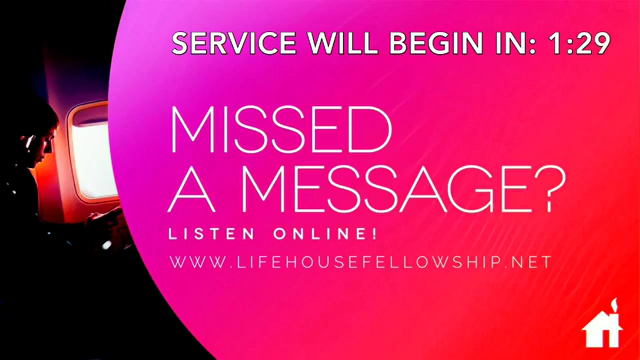 SERVICE WILL BEGIN IN: 1:29
MISSED
A MESSAGE?
LISTEN ONLINE!
WWW.LIFEHOUSEFELLOWSHIP.NET